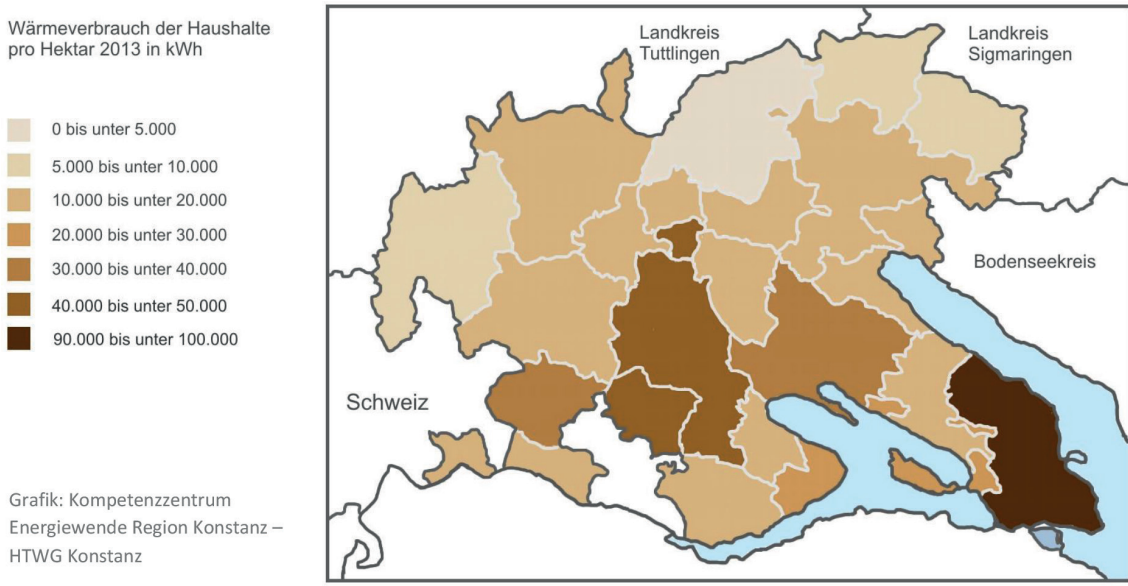 Wärmeverbrauch der Haushalte
pro Hektar 2013 in kWh
0 bis unter 5.000
5.000 bis unter 10.000
10.000 bis unter 20.000
20.000 bis unter 30.000
30.000 bis unter 40.000
40.000 bis unter 50.000
90.000 bis unter 100.000
Grafik: Kompetenzzentrum
Energiewende Region Konstanz –
HTWG Konstanz
Landkreis
Tuttlingen
Landkreis
Sigmaringen
Bodenseekreis
Schweiz